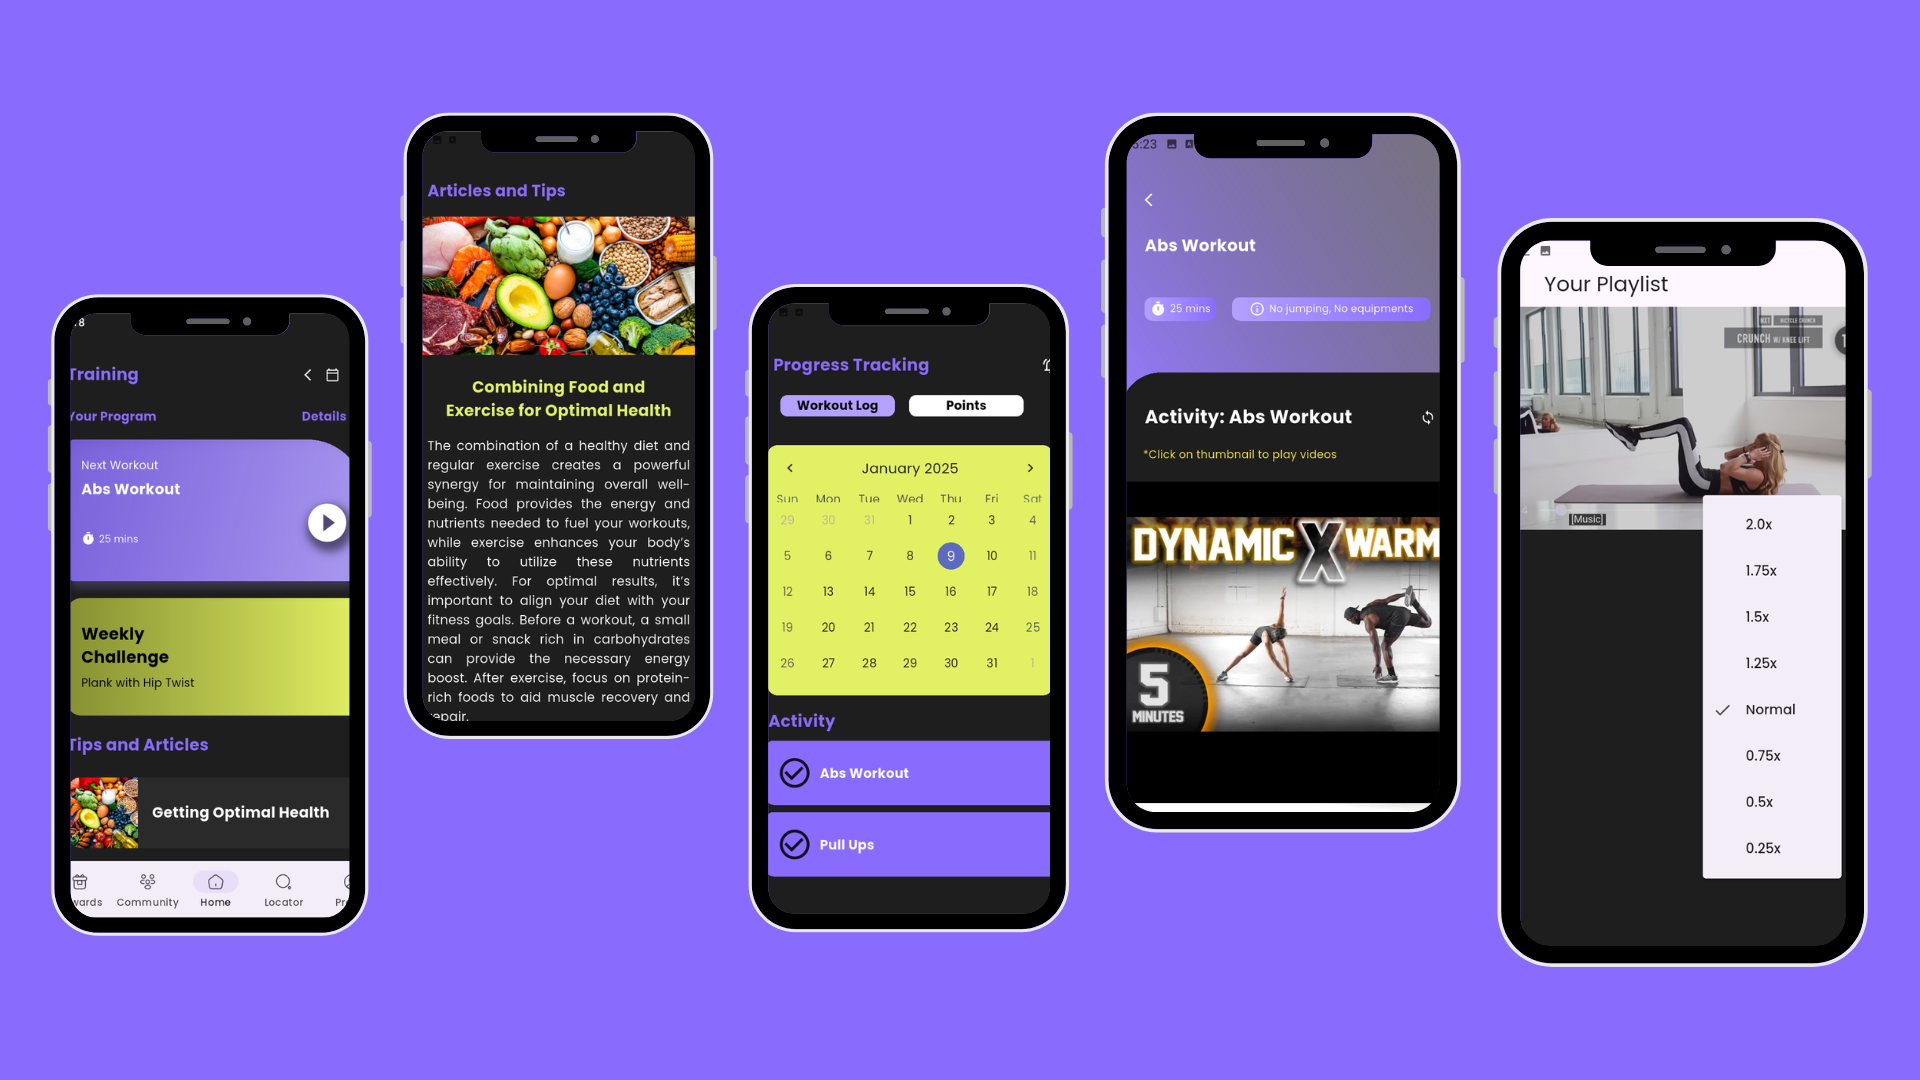 Training
Your Program
Details
Next Workout
Abs Workout
25 mins
Weekly
Challenge
Plank with Hip Twist
Tips and Articles
Getting Optimal Health
Community
Home
Locator
Articles and Tips
Combining Food and
Exercise for Optimal Health
The combination of a healthy diet and
regular exercise creates a powerful
synergy for maintaining overall well-
being. Food provides the energy and
nutrients needed to fuel your workouts,
while exercise enhances your body's
ability to utilize these nutrients
effectively. For optimal results, it's
important to align your diet with your
fitness goals. Before a workout, a small
meal or snack rich in carbohydrates
can provide the necessary energy
boost. After exercise, focus on protein-
rich foods to aid muscle recovery and
repair.
Progress Tracking
Workout Log
Points
January 2025
Sun Mon Tue Wed Thu Fri Sat
29 30 31 1 2 3 4
5 6 7 8 9 10 11
12 13 14 15 16 17 18
19 20 21 22 23 24 25
26 27 28 29 30 31 1
Activity
Abs Workout
Pull Ups
5:23
Abs Workout
25 mins
No jumping, No equipments
Activity: Abs Workout
*Click on thumbnail to play videos
DYNAMIC X WARM
5
MINUTES
Your Playlist
NEXT BICYCLE CRUNCH
CRUNCH W/ KNEE LIFT
[Music]
2.0x
1.75x
1.5x
1.25x
Normal
0.75x
0.5x
0.25x